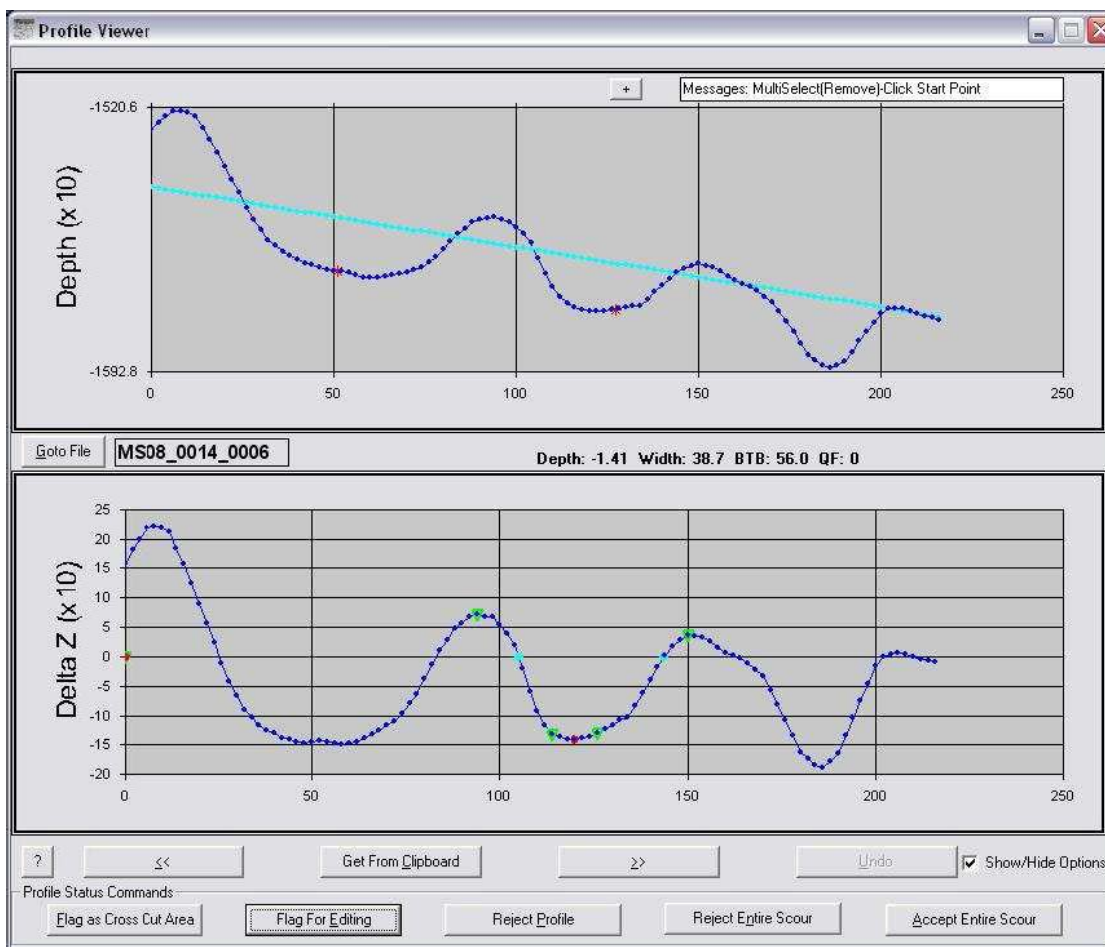 Profile Viewer
+
Messages: MultiSelect(Remove)-Click Start Point
-1520.6
Depth (x 10)
-1592.8
0 50 100 150 200 250
Goto File
MS08_0014_0006
Depth: -1.41 Width: 38.7 BTB: 56.0 QF: 0
25
20
15
10
5
0
-5
-10
-15
-20
Delta Z (x 10)
0 50 100 150 200 250
?
<<
Get From Clipboard
>>
Undo
Show/Hide Options
Profile Status Commands
Flag as Cross Cut Area
Flag For Editing
Reject Profile
Reject Entire Scour
Accept Entire Scour